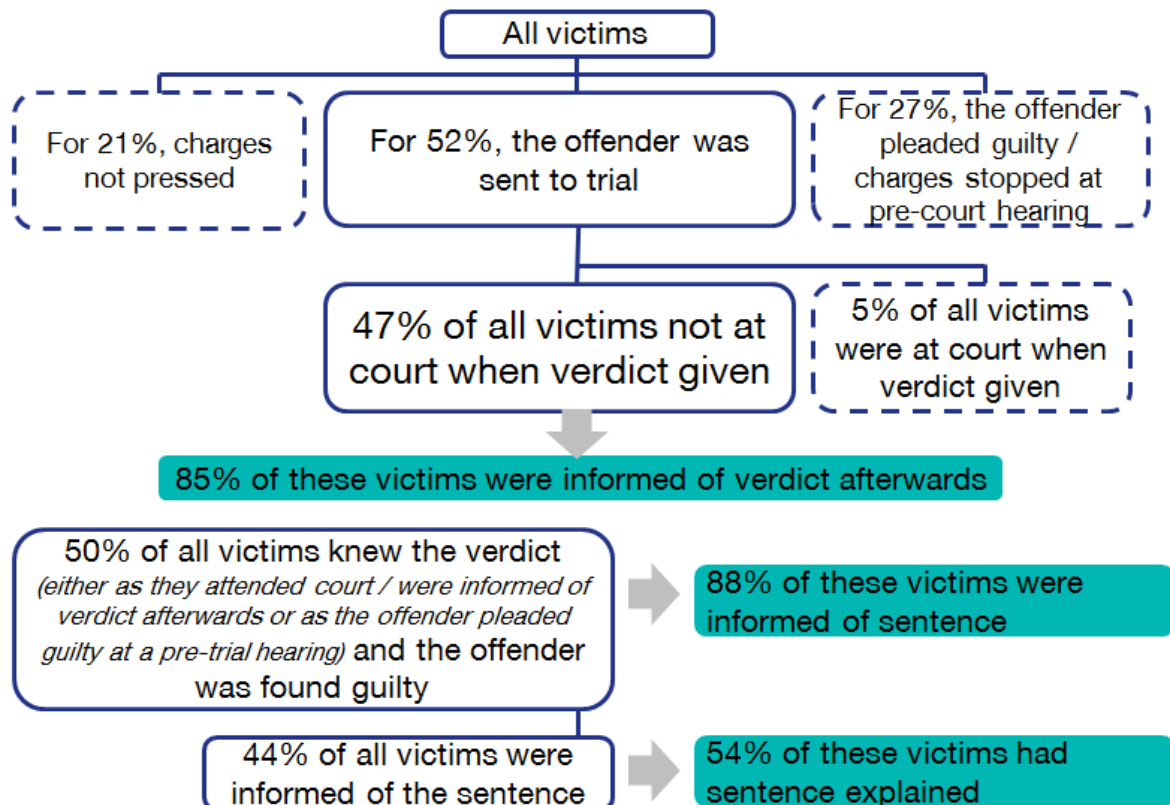 All victims
For 21%, charges
not pressed
For 52%, the offender was
sent to trial
For 27%, the offender
pleaded guilty /
charges stopped at
pre-court hearing
47% of all victims not at
court when verdict given
5% of all victims
were at court when
verdict given
85% of these victims were informed of verdict afterwards
50% of all victims knew the verdict
(either as they attended court / were informed of
verdict afterwards or as the offender pleaded
guilty at a pre-trial hearing) and the offender
was found guilty
88% of these victims were
informed of sentence
44% of all victims were
informed of the sentence
54% of these victims had
sentence explained